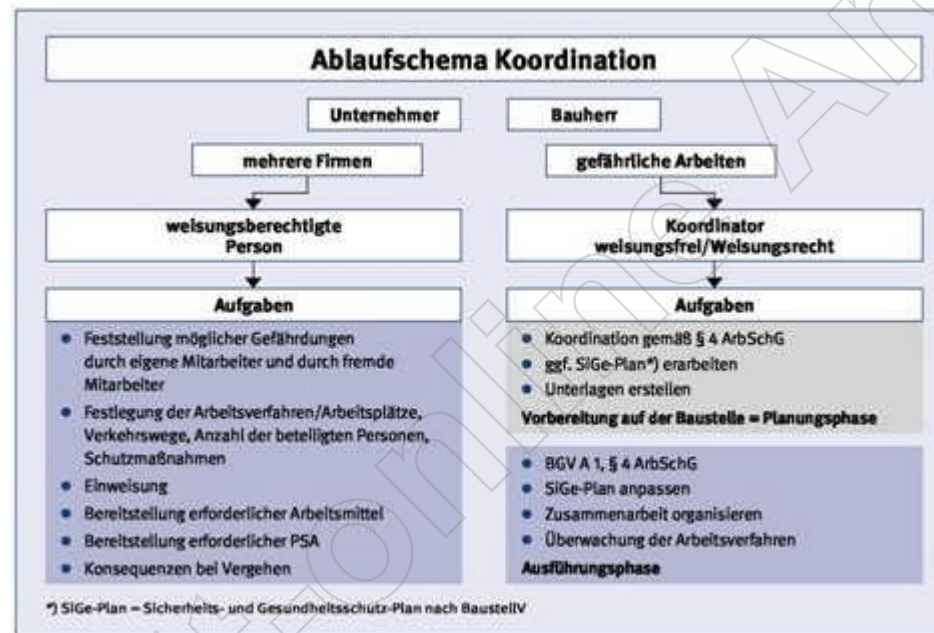 Ablaufschema Koordination
Unternehmer
mehrere Firmen
weisungsberechtigte
Person
Aufgaben
Feststellung möglicher Gefährdungen
durch eigene Mitarbeiter und durch fremde
Mitarbeiter
Festlegung der Arbeitsverfahren/Arbeitsplätze,
Verkehrswege, Anzahl der beteiligten Personen,
Schutzmaßnahmen
Einweisung
Bereitstellung erforderlicher Arbeitsmittel
Bereitstellung erforderlicher PSA
Konsequenzen bei Vergehen
Bauherr
gefährliche Arbeiten
Koordinator
weisungsfrei/Weisungsrecht
Aufgaben
Koordination gemäß § 4 ArbSchG
ggf. SiGe-Plan*) erarbeiten
Unterlagen erstellen
Vorbereitung auf der Baustelle = Planungsphase
BGV A 1, § 4 ArbSchG
SiGe-Plan anpassen
Zusammenarbeit organisieren
Überwachung der Arbeitsverfahren
Ausführungsphase
*) SiGe-Plan = Sicherheits- und Gesundheitsschutz-Plan nach BaustellV